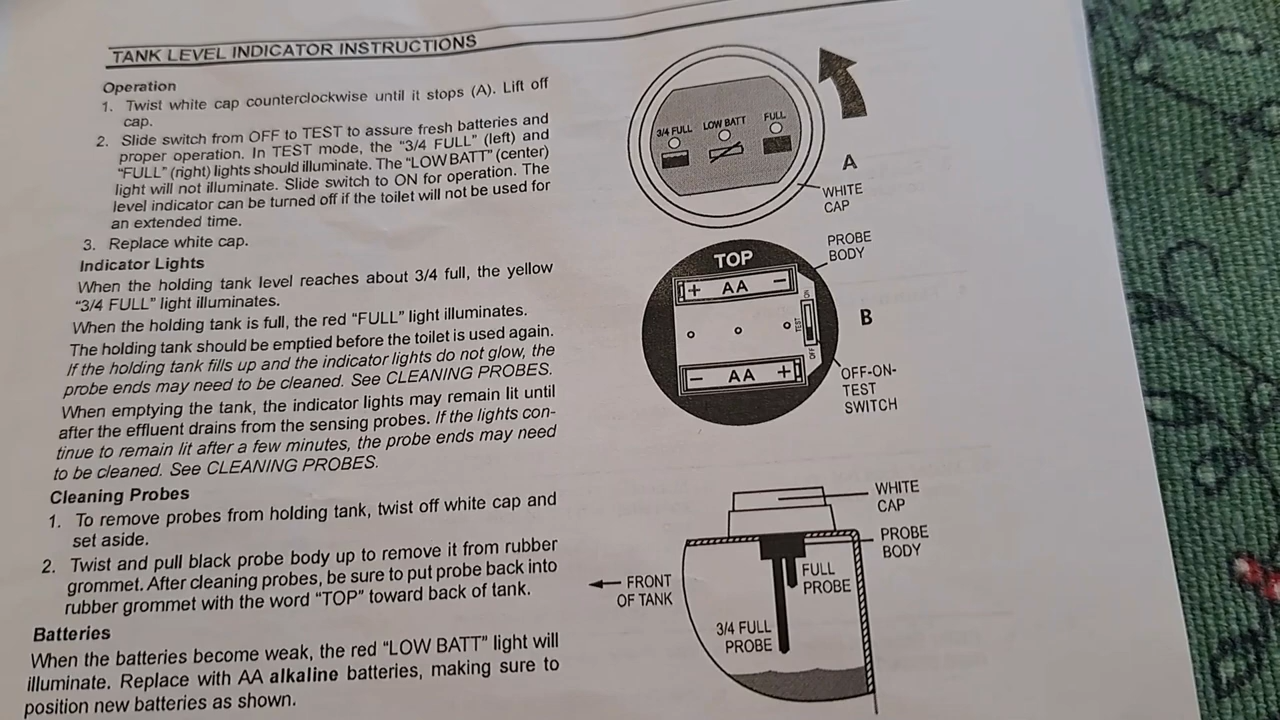 TANK LEVEL INDICATOR INSTRUCTIONS
Operation
1. Twist white cap counterclockwise until it stops (A). Lift off
cap.
2. Slide switch from OFF to TEST to assure fresh batteries and
proper operation. In TEST mode, the "3/4 FULL" (left) and
"FULL" (right) lights should illuminate. The "LOW BATT" (center)
light will not illuminate. Slide switch to ON for operation. The
level indicator can be turned off if the toilet will not be used for
an extended time.
3. Replace white cap.
Indicator Lights
When the holding tank level reaches about 3/4 full, the yellow
"3/4 FULL" light illuminates.
When the holding tank is full, the red "FULL" light illuminates.
The holding tank should be emptied before the toilet is used again.
If the holding tank fills up and the indicator lights do not glow, the
probe ends may need to be cleaned. See CLEANING PROBES.
When emptying the tank, the indicator lights may remain lit until
after the effluent drains from the sensing probes. If the lights con-
tinue to remain lit after a few minutes, the probe ends may need
to be cleaned. See CLEANING PROBES.
Cleaning Probes
1. To remove probes from holding tank, twist off white cap and
set aside.
2. Twist and pull black probe body up to remove it from rubber
grommet. After cleaning probes, be sure to put probe back into
rubber grommet with the word "TOP" toward back of tank.
Batteries
When the batteries become weak, the red "LOW BATT" light will
illuminate. Replace with AA alkaline batteries, making sure to
position new batteries as shown.
3/4 FULL LOW BATT FULL
A
WHITE
CAP
PROBE
BODY
TOP
+ AA −
ON
TEST
OFF
B
− AA +
OFF-ON-
TEST
SWITCH
WHITE
CAP
PROBE
BODY
FRONT
OF TANK
FULL
PROBE
3/4 FULL
PROBE